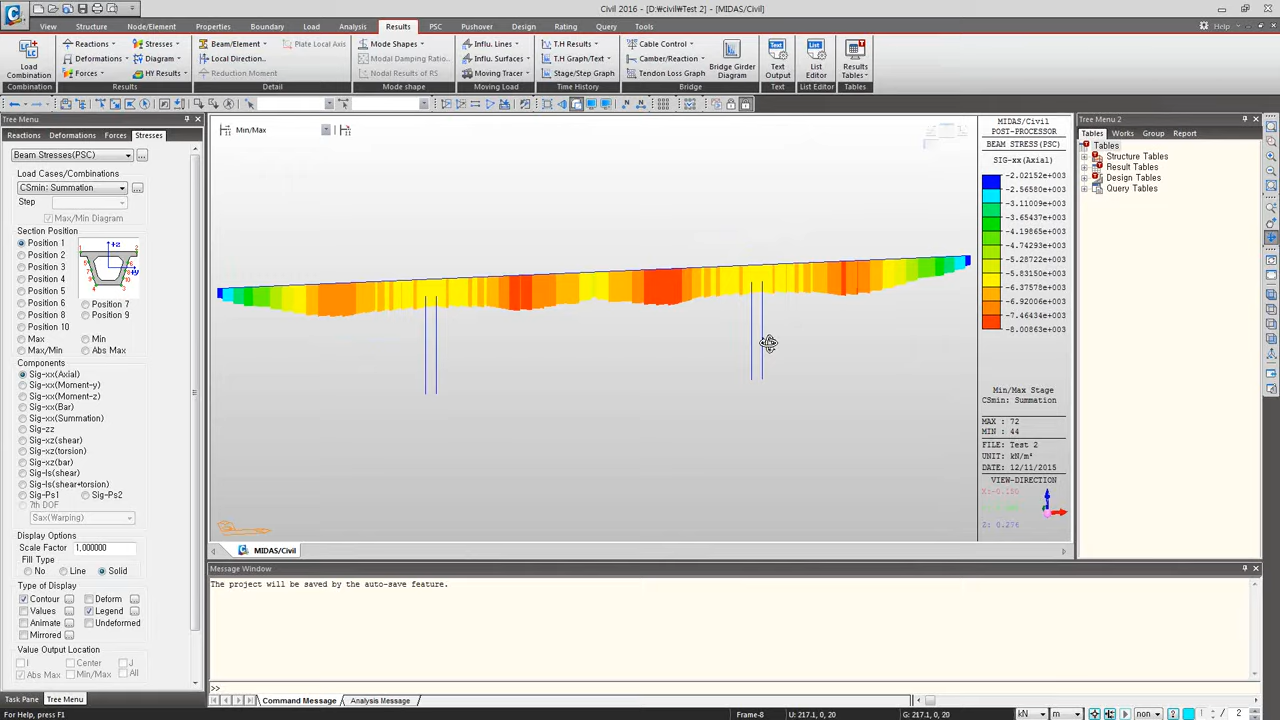 Civil 2016 - [D:\civil\Test 2] - [MIDAS/Civil]
View Structure Node/Element Properties Boundary Load Analysis Results PSC Pushover Design Rating Query Tools Help
Load Combination
Combination
Reactions
Deformations
Forces
Stresses
Diagram
HY Results
Results
Beam/Element
Local Direction..
Reduction Moment
Plate Local Axis
Detail
Mode Shapes
Modal Damping Ratio..
Nodal Results of RS
Mode shape
Influ. Lines
Influ. Surfaces
Moving Tracer
Moving Load
T.H Results
T.H Graph/Text
Stage/Step Graph
Time History
Cable Control
Camber/Reaction
Tendon Loss Graph
Bridge Girder Diagram
Bridge
Text Output
Text
List Editor
List Editor
Results Tables
Tables
Tree Menu
Reactions Deformations Forces Stresses
Beam Stresses(PSC)
...
Load Cases/Combinations
CSmin: Summation
...
Step
Max/Min Diagram
Section Position
Position 1
Position 2
Position 3
Position 4
Position 5
Position 6
Position 7
Position 8
Position 9
Position 10
Max
Min
Max/Min
Abs Max
Components
Sig-xx(Axial)
Sig-xx(Moment-y)
Sig-xx(Moment-z)
Sig-xx(Bar)
Sig-xx(Summation)
Sig-zz
Sig-xz(shear)
Sig-xz(torsion)
Sig-xz(bar)
Sig-Is(shear)
Sig-Is(shear+torsion)
Sig-Ps1
Sig-Ps2
7th DOF
Sax(Warping)
Display Options
Scale Factor 1,000000
Fill Type
No Line Solid
Type of Display
Contour ... Deform ...
Values ... Legend ...
Animate ... Undeformed
Mirrored ...
Value Output Location
I Center J
Abs Max Min/Max All
Task Pane Tree Menu
Min/Max
MIDAS/Civil
POST-PROCESSOR
BEAM STRESS(PSC)
SIG-xx(Axial)
-2.02152e+003
-2.56580e+003
-3.11009e+003
-3.65437e+003
-4.19865e+003
-4.74293e+003
-5.28722e+003
-5.83150e+003
-6.37578e+003
-6.92006e+003
-7.46434e+003
-8.00863e+003
Min/Max Stage
CSmin: Summation
MAX : 72
MIN : 44
FILE: Test 2
UNIT: kN/m²
DATE: 12/11/2015
VIEW-DIRECTION
Z: 0.276
MIDAS/Civil
Tree Menu 2
Tables Works Group Report
Tables
Structure Tables
Result Tables
Design Tables
Query Tables
Message Window
The project will be saved by the auto-save feature.
>>
Command Message Analysis Message
For Help, press F1
Frame-8
U: 217.1, 0, 20
G: 217.1, 0, 20
kN
m
non
? / 2